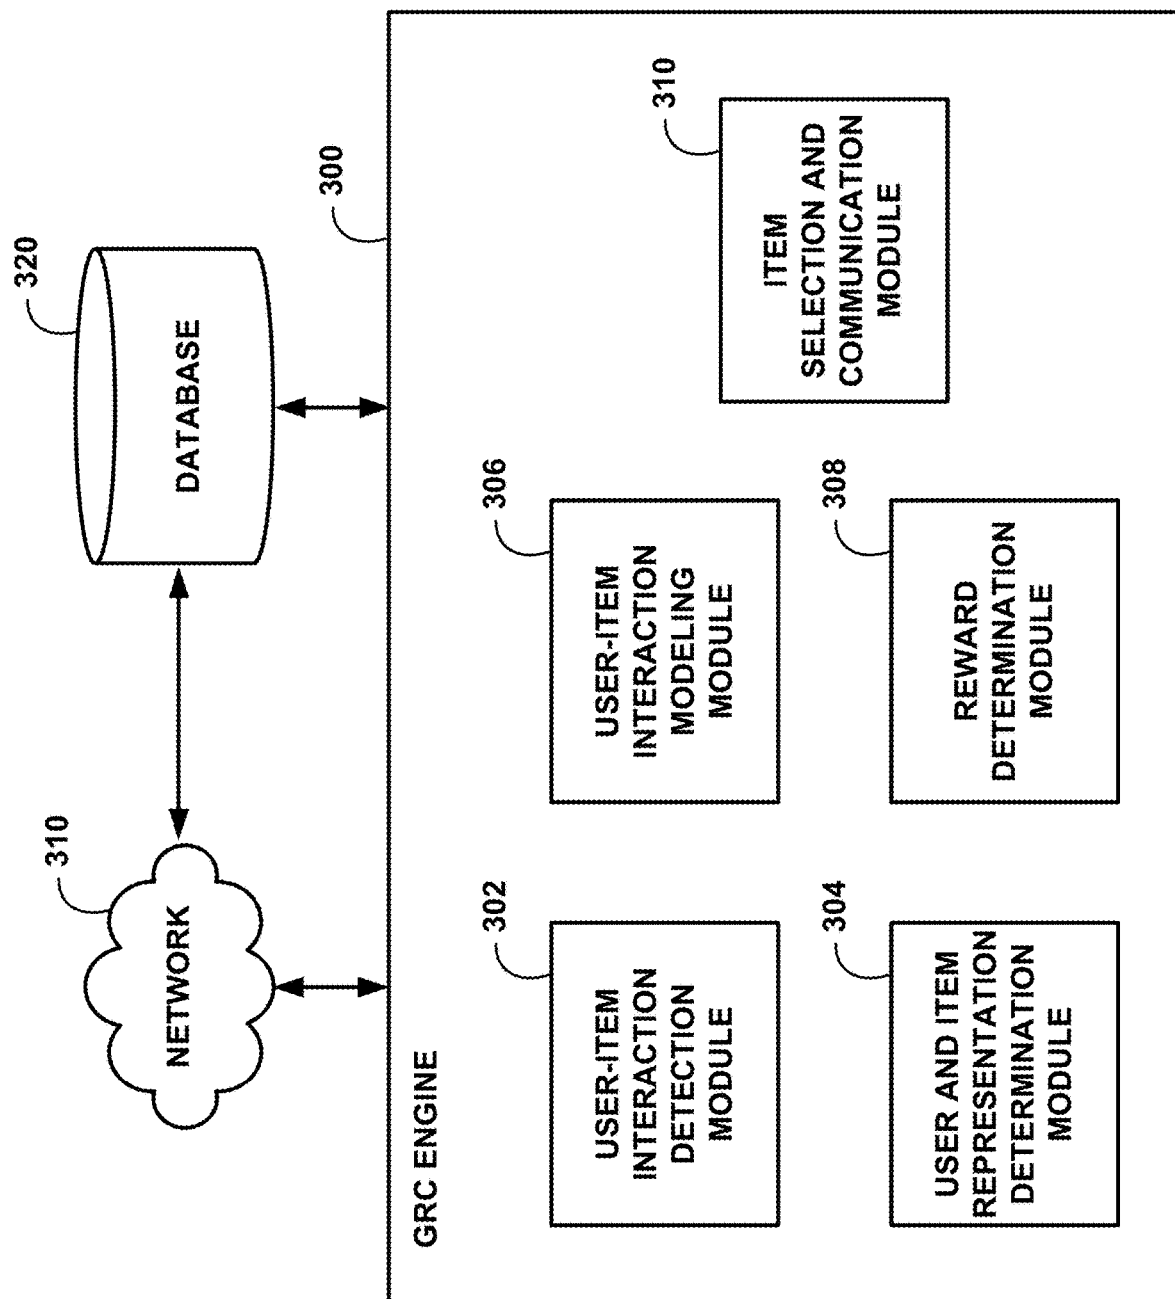 310
NETWORK
320
DATABASE
300
GRC ENGINE
302
USER-ITEM
INTERACTION
DETECTION
MODULE
306
USER-ITEM
INTERACTION
MODELING
MODULE
310
ITEM
SELECTION AND
COMMUNICATION
MODULE
304
USER AND ITEM
REPRESENTATION
DETERMINATION
MODULE
308
REWARD
DETERMINATION
MODULE